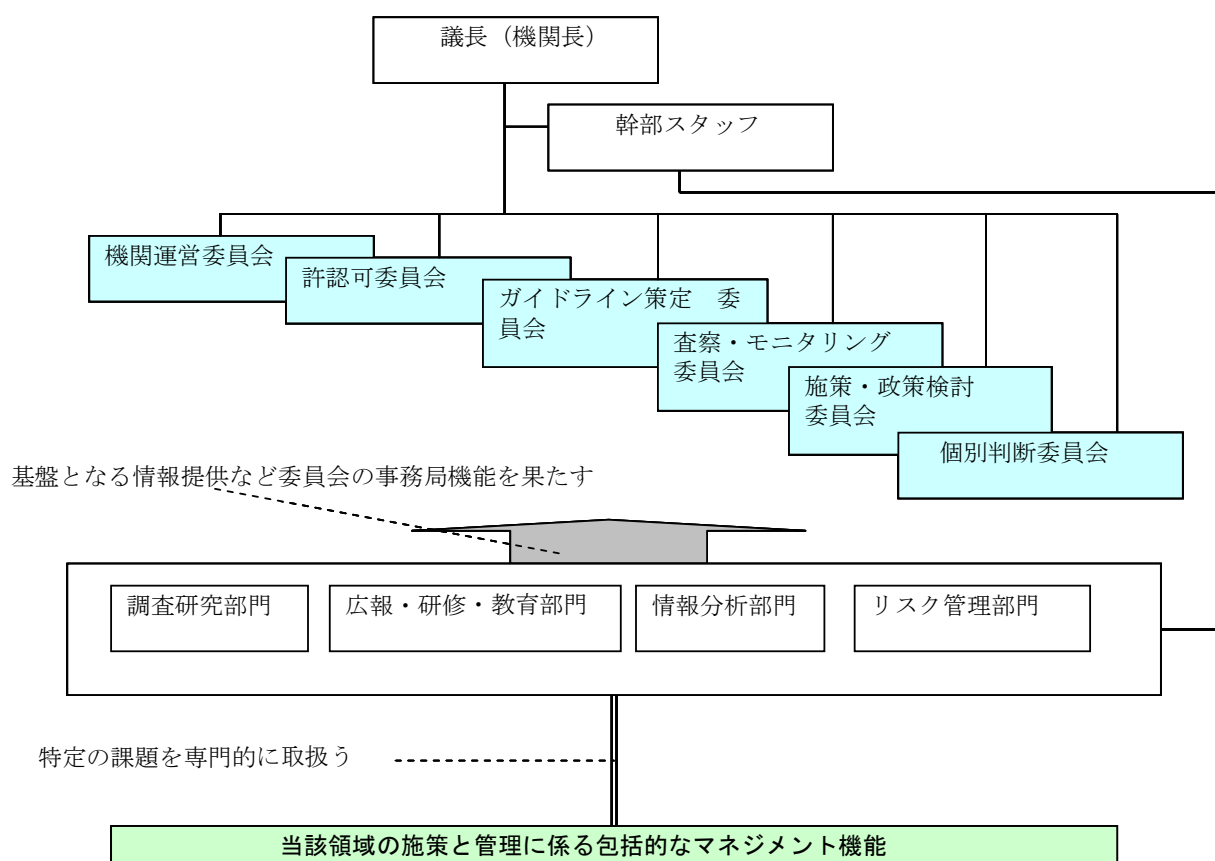 議長（機関長）
幹部スタッフ
機関運営委員会
許認可委員会
ガイドライン策定　委
員会
査察・モニタリング
委員会
施策・政策検討
委員会
個別判断委員会
基盤となる情報提供など委員会の事務局機能を果たす
調査研究部門
広報・研修・教育部門
情報分析部門
リスク管理部門
特定の課題を専門的に取扱う
当該領域の施策と管理に係る包括的なマネジメント機能